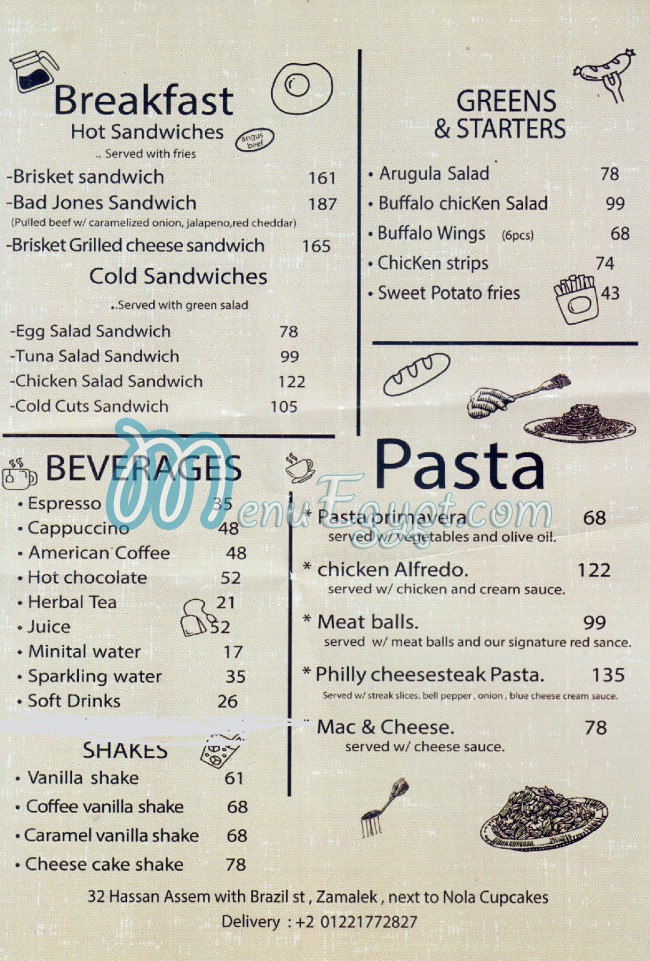 Breakfast
Hot Sandwiches
angus beef
.. Served with fries
-Brisket sandwich 161
-Bad Jones Sandwich 187
(Pulled beef w/ caramelized onion, jalapeno,red cheddar)
-Brisket Grilled cheese sandwich 165
Cold Sandwiches
..Served with green salad
-Egg Salad Sandwich 78
-Tuna Salad Sandwich 99
-Chicken Salad Sandwich 122
-Cold Cuts Sandwich 105
GREENS
& STARTERS
• Arugula Salad 78
• Buffalo chicKen Salad 99
• Buffalo Wings (6pcs) 68
• ChicKen strips 74
• Sweet Potato fries 43
BEVERAGES
• Espresso 35
• Cappuccino 48
• American Coffee 48
• Hot chocolate 52
• Herbal Tea 21
• Juice 52
• Minital water 17
• Sparkling water 35
• Soft Drinks 26
SHAKES
• Vanilla shake 61
• Coffee vanilla shake 68
• Caramel vanilla shake 68
• Cheese cake shake 78
Pasta
* Pasta primavera 68
served w/ vegetables and olive oil.
* chicken Alfredo. 122
served w/ chicken and cream sauce.
* Meat balls. 99
served w/ meat balls and our signature red sance.
* Philly cheesesteak Pasta. 135
Served w/ streak slices. bell pepper , onion , blue cheese cream sauce.
* Mac & Cheese. 78
served w/ cheese sauce.
MenuEgypt.com
32 Hassan Assem with Brazil st , Zamalek , next to Nola Cupcakes
Delivery : +2 01221772827